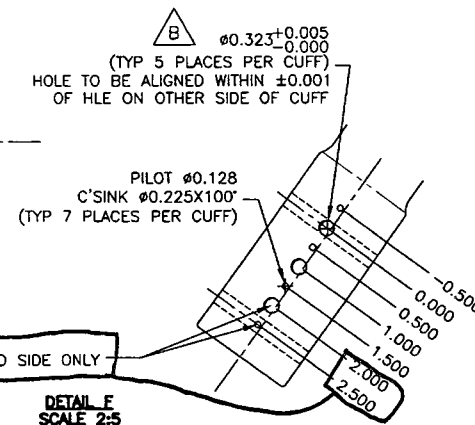 B
ø0.323+0.005
-0.000
(TYP 5 PLACES PER CUFF)
HOLE TO BE ALIGNED WITHIN ±0.001
OF HLE ON OTHER SIDE OF CUFF
PILOT ø0.128
C'SINK ø0.225X100°
(TYP 7 PLACES PER CUFF)
-0.500
0.000
0.500
1.000
1.500
2.000
2.500
SIDE ONLY
DETAIL F
SCALE 2:5